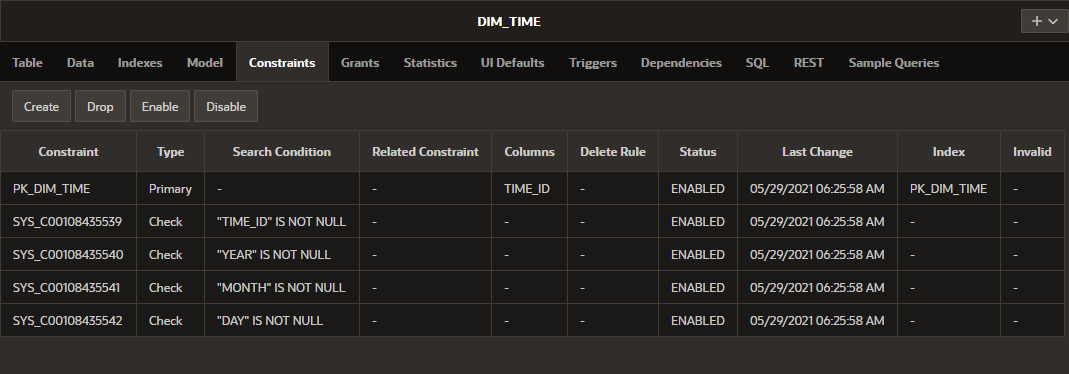 DIM_TIME
Table Data Indexes Model Constraints Grants Statistics UI Defaults Triggers Dependencies SQL REST Sample Queries
Create Drop Enable Disable
Constraint Type Search Condition Related Constraint Columns Delete Rule Status Last Change Index Invalid
PK_DIM_TIME Primary - - TIME_ID - ENABLED 05/29/2021 06:25:58 AM PK_DIM_TIME -
SYS_C00108435539 Check "TIME_ID" IS NOT NULL - - - ENABLED 05/29/2021 06:25:58 AM - -
SYS_C00108435540 Check "YEAR" IS NOT NULL - - - ENABLED 05/29/2021 06:25:58 AM - -
SYS_C00108435541 Check "MONTH" IS NOT NULL - - - ENABLED 05/29/2021 06:25:58 AM - -
SYS_C00108435542 Check "DAY" IS NOT NULL - - - ENABLED 05/29/2021 06:25:58 AM - -